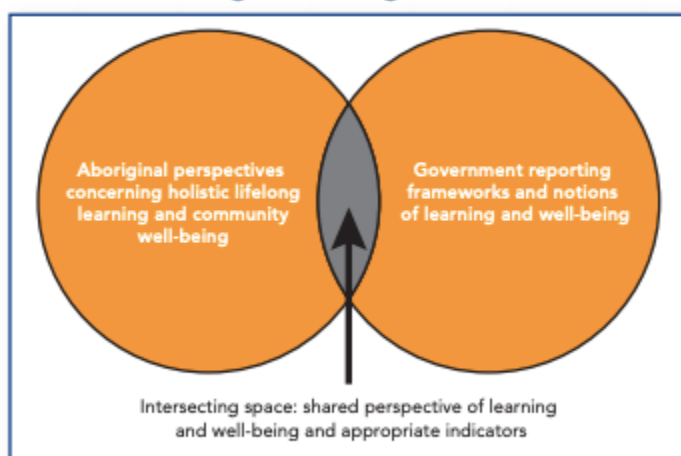 Aboriginal perspectives
concerning holistic lifelong
learning and community
well-being
Government reporting
frameworks and notions
of learning and well-being
Intersecting space: shared perspective of learning
and well-being and appropriate indicators